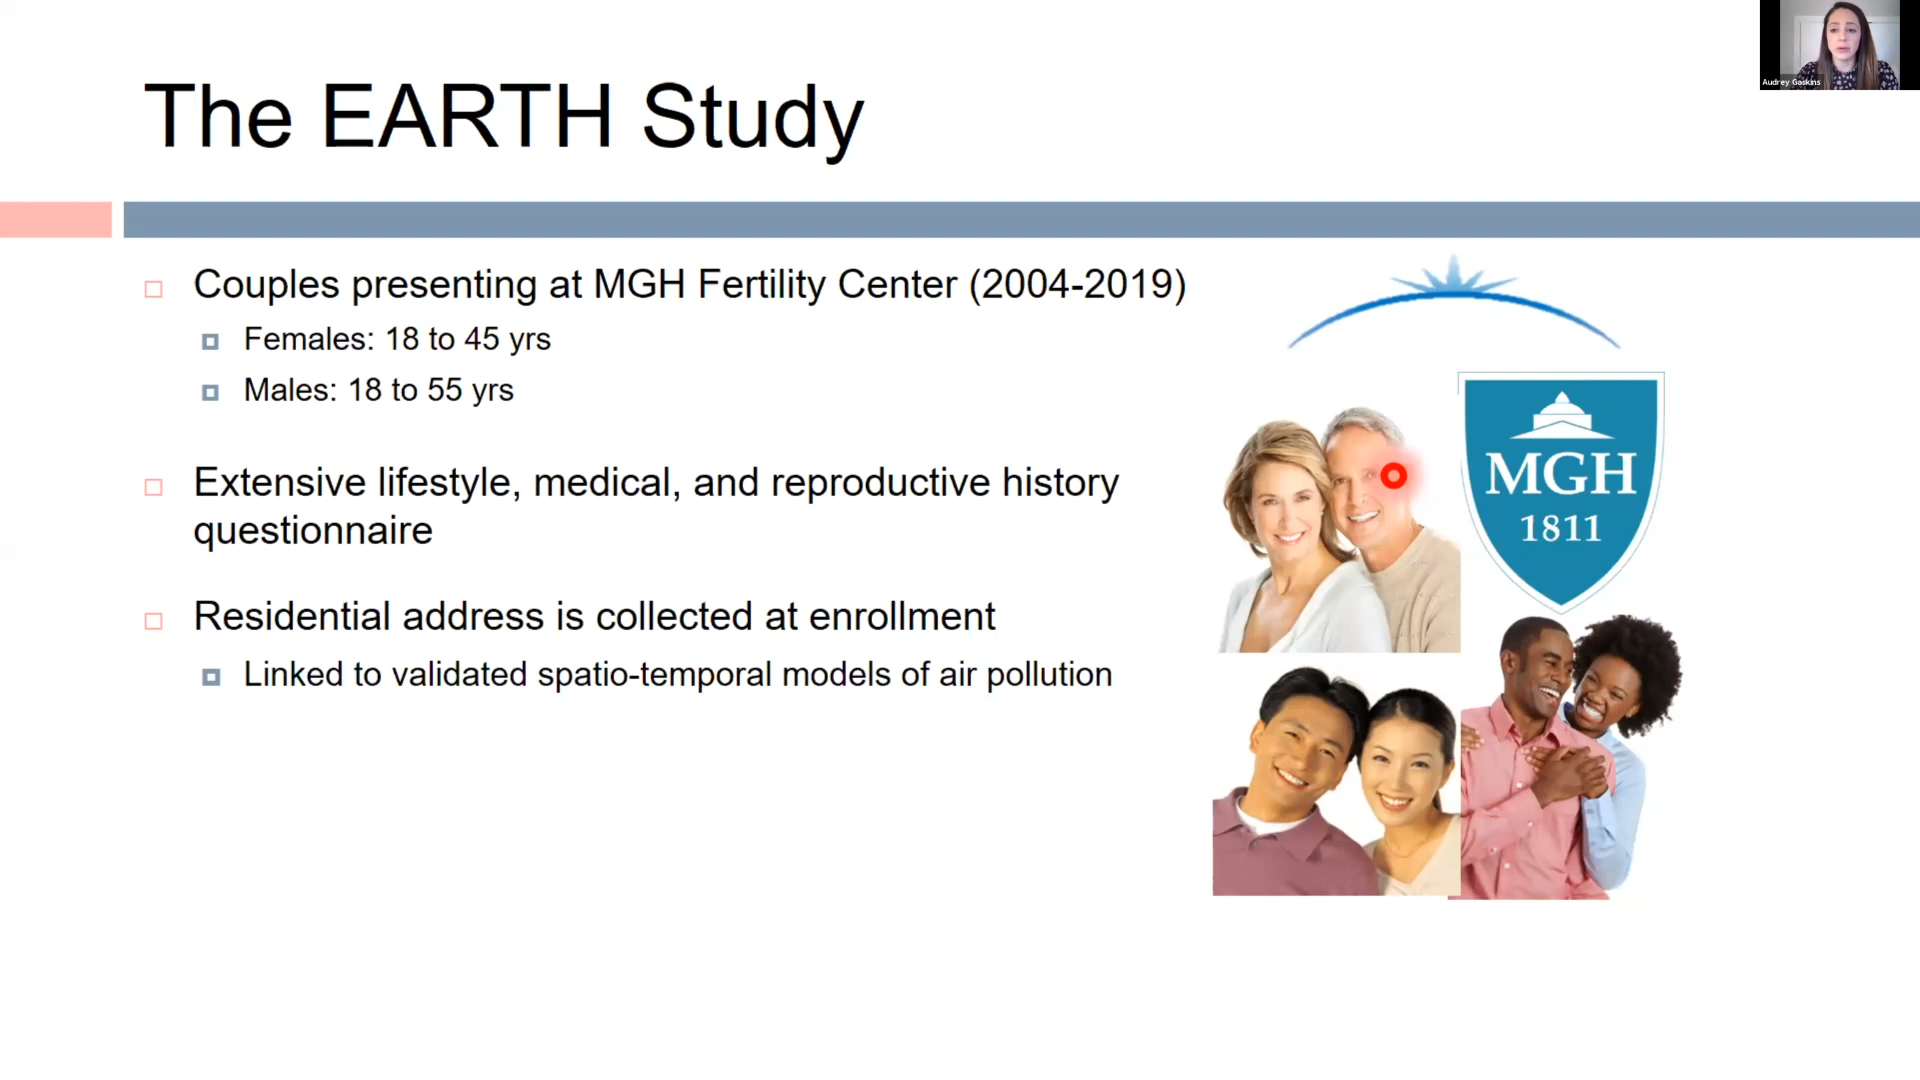 Audrey Gaskins
The EARTH Study
Couples presenting at MGH Fertility Center (2004-2019)
Females: 18 to 45 yrs
Males: 18 to 55 yrs
Extensive lifestyle, medical, and reproductive history
questionnaire
Residential address is collected at enrollment
Linked to validated spatio-temporal models of air pollution
MGH
1811